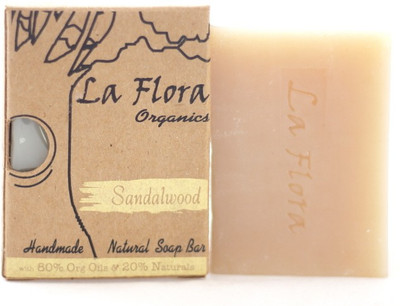 La Flora
Organics
Sandalwood
Handmade Natural Soap Bar
with 80% Org Oils & 20% Naturals
La Flora